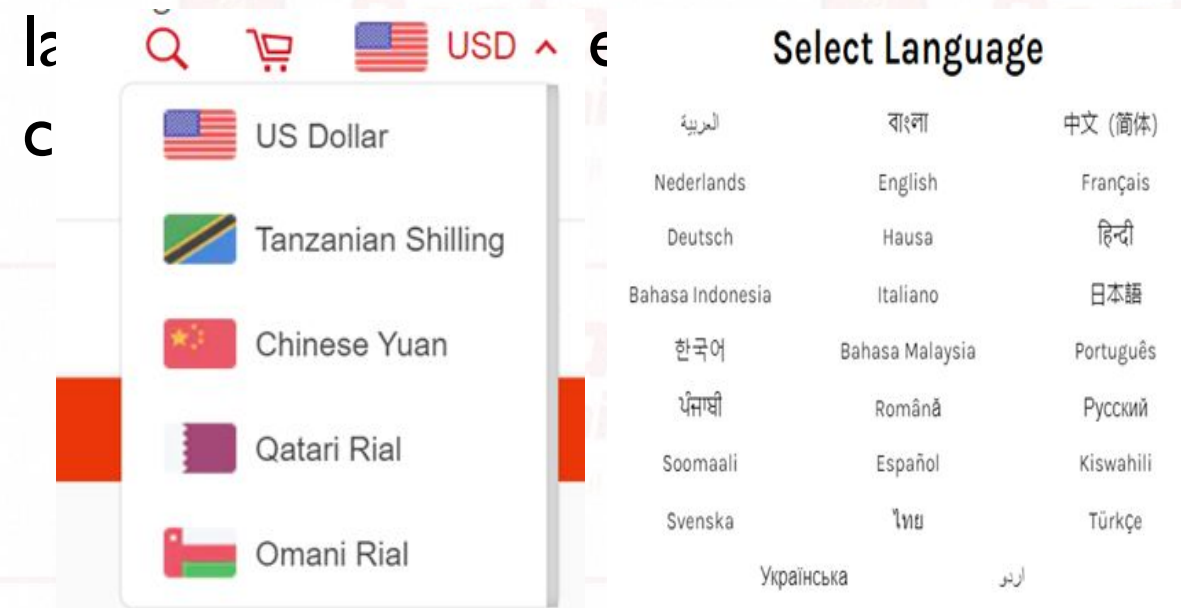 la
e
c
USD
US Dollar
Tanzanian Shilling
Chinese Yuan
Qatari Rial
Omani Rial
Select Language
العربية বাংলা 中文 (简体)
Nederlands English Français
Deutsch Hausa हिन्दी
Bahasa Indonesia Italiano 日本語
한국어 Bahasa Malaysia Português
ਪੰਜਾਬੀ Română Русский
Soomaali Español Kiswahili
Svenska ไทย Türkçe
Українська اردو